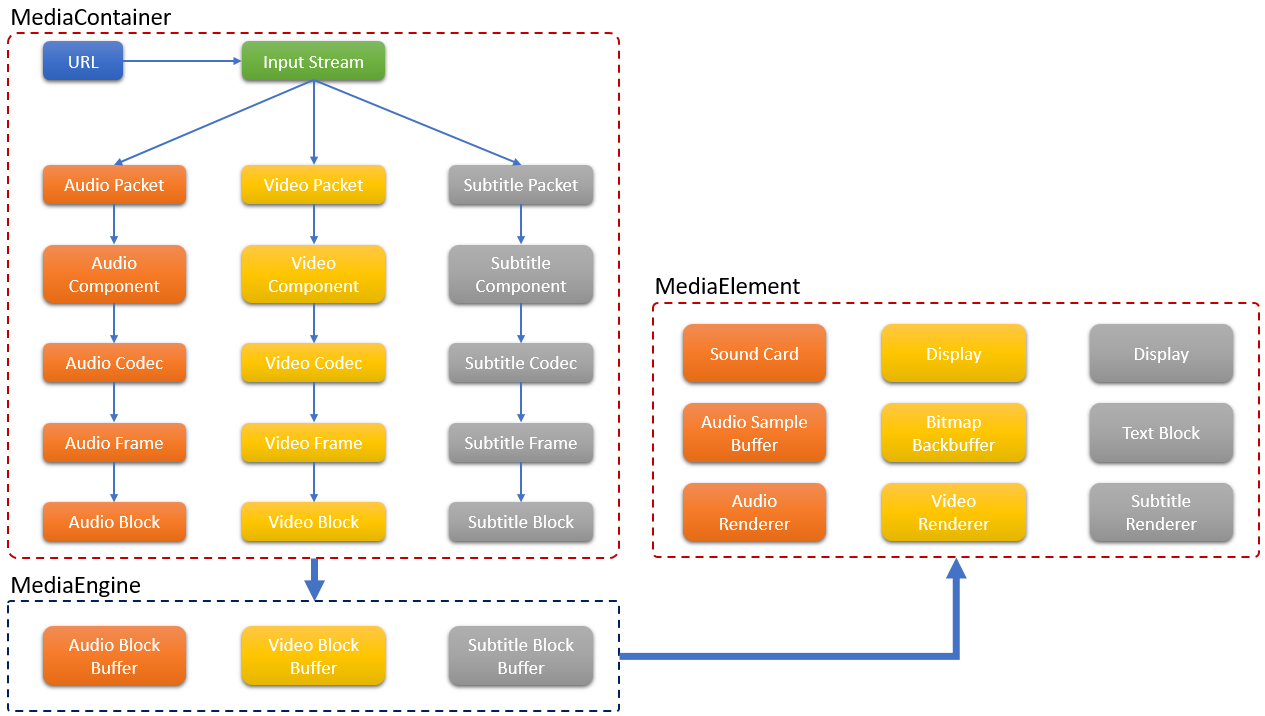 MediaContainer
URL
Input Stream
Audio Packet
Video Packet
Subtitle Packet
Audio
Component
Video
Component
Subtitle
Component
Audio Codec
Video Codec
Subtitle Codec
Audio Frame
Video Frame
Subtitle Frame
Audio Block
Video Block
Subtitle Block
MediaEngine
Audio Block
Buffer
Video Block
Buffer
Subtitle Block
Buffer
MediaElement
Sound Card
Display
Display
Audio Sample
Buffer
Bitmap
Backbuffer
Text Block
Audio
Renderer
Video
Renderer
Subtitle
Renderer